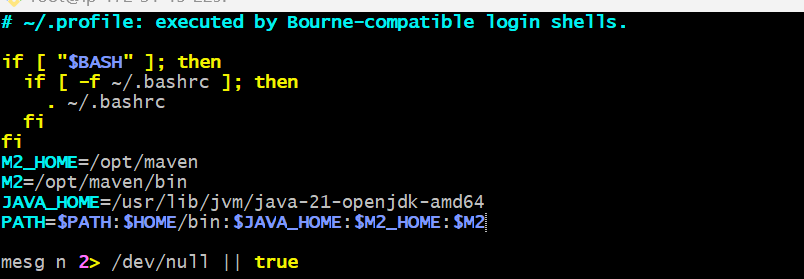 # ~/.profile: executed by Bourne-compatible login shells.
if [ "$BASH" ]; then
  if [ -f ~/.bashrc ]; then
    . ~/.bashrc
  fi
fi
M2_HOME=/opt/maven
M2=/opt/maven/bin
JAVA_HOME=/usr/lib/jvm/java-21-openjdk-amd64
PATH=$PATH:$HOME/bin:$JAVA_HOME:$M2_HOME:$M2
mesg n 2> /dev/null || true